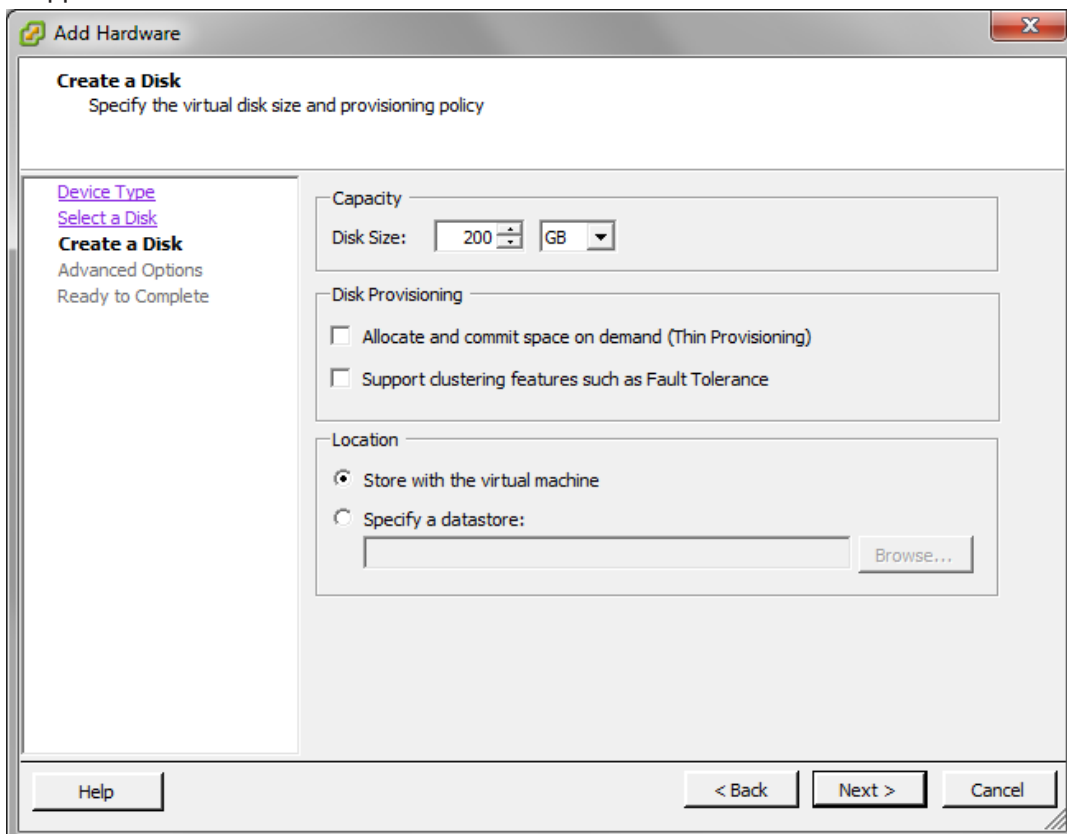 Add Hardware
Create a Disk
Specify the virtual disk size and provisioning policy
Device Type
Select a Disk
Create a Disk
Advanced Options
Ready to Complete
Capacity
Disk Size: 200 GB
Disk Provisioning
Allocate and commit space on demand (Thin Provisioning)
Support clustering features such as Fault Tolerance
Location
Store with the virtual machine
Specify a datastore:
Browse...
Help
< Back
Next >
Cancel